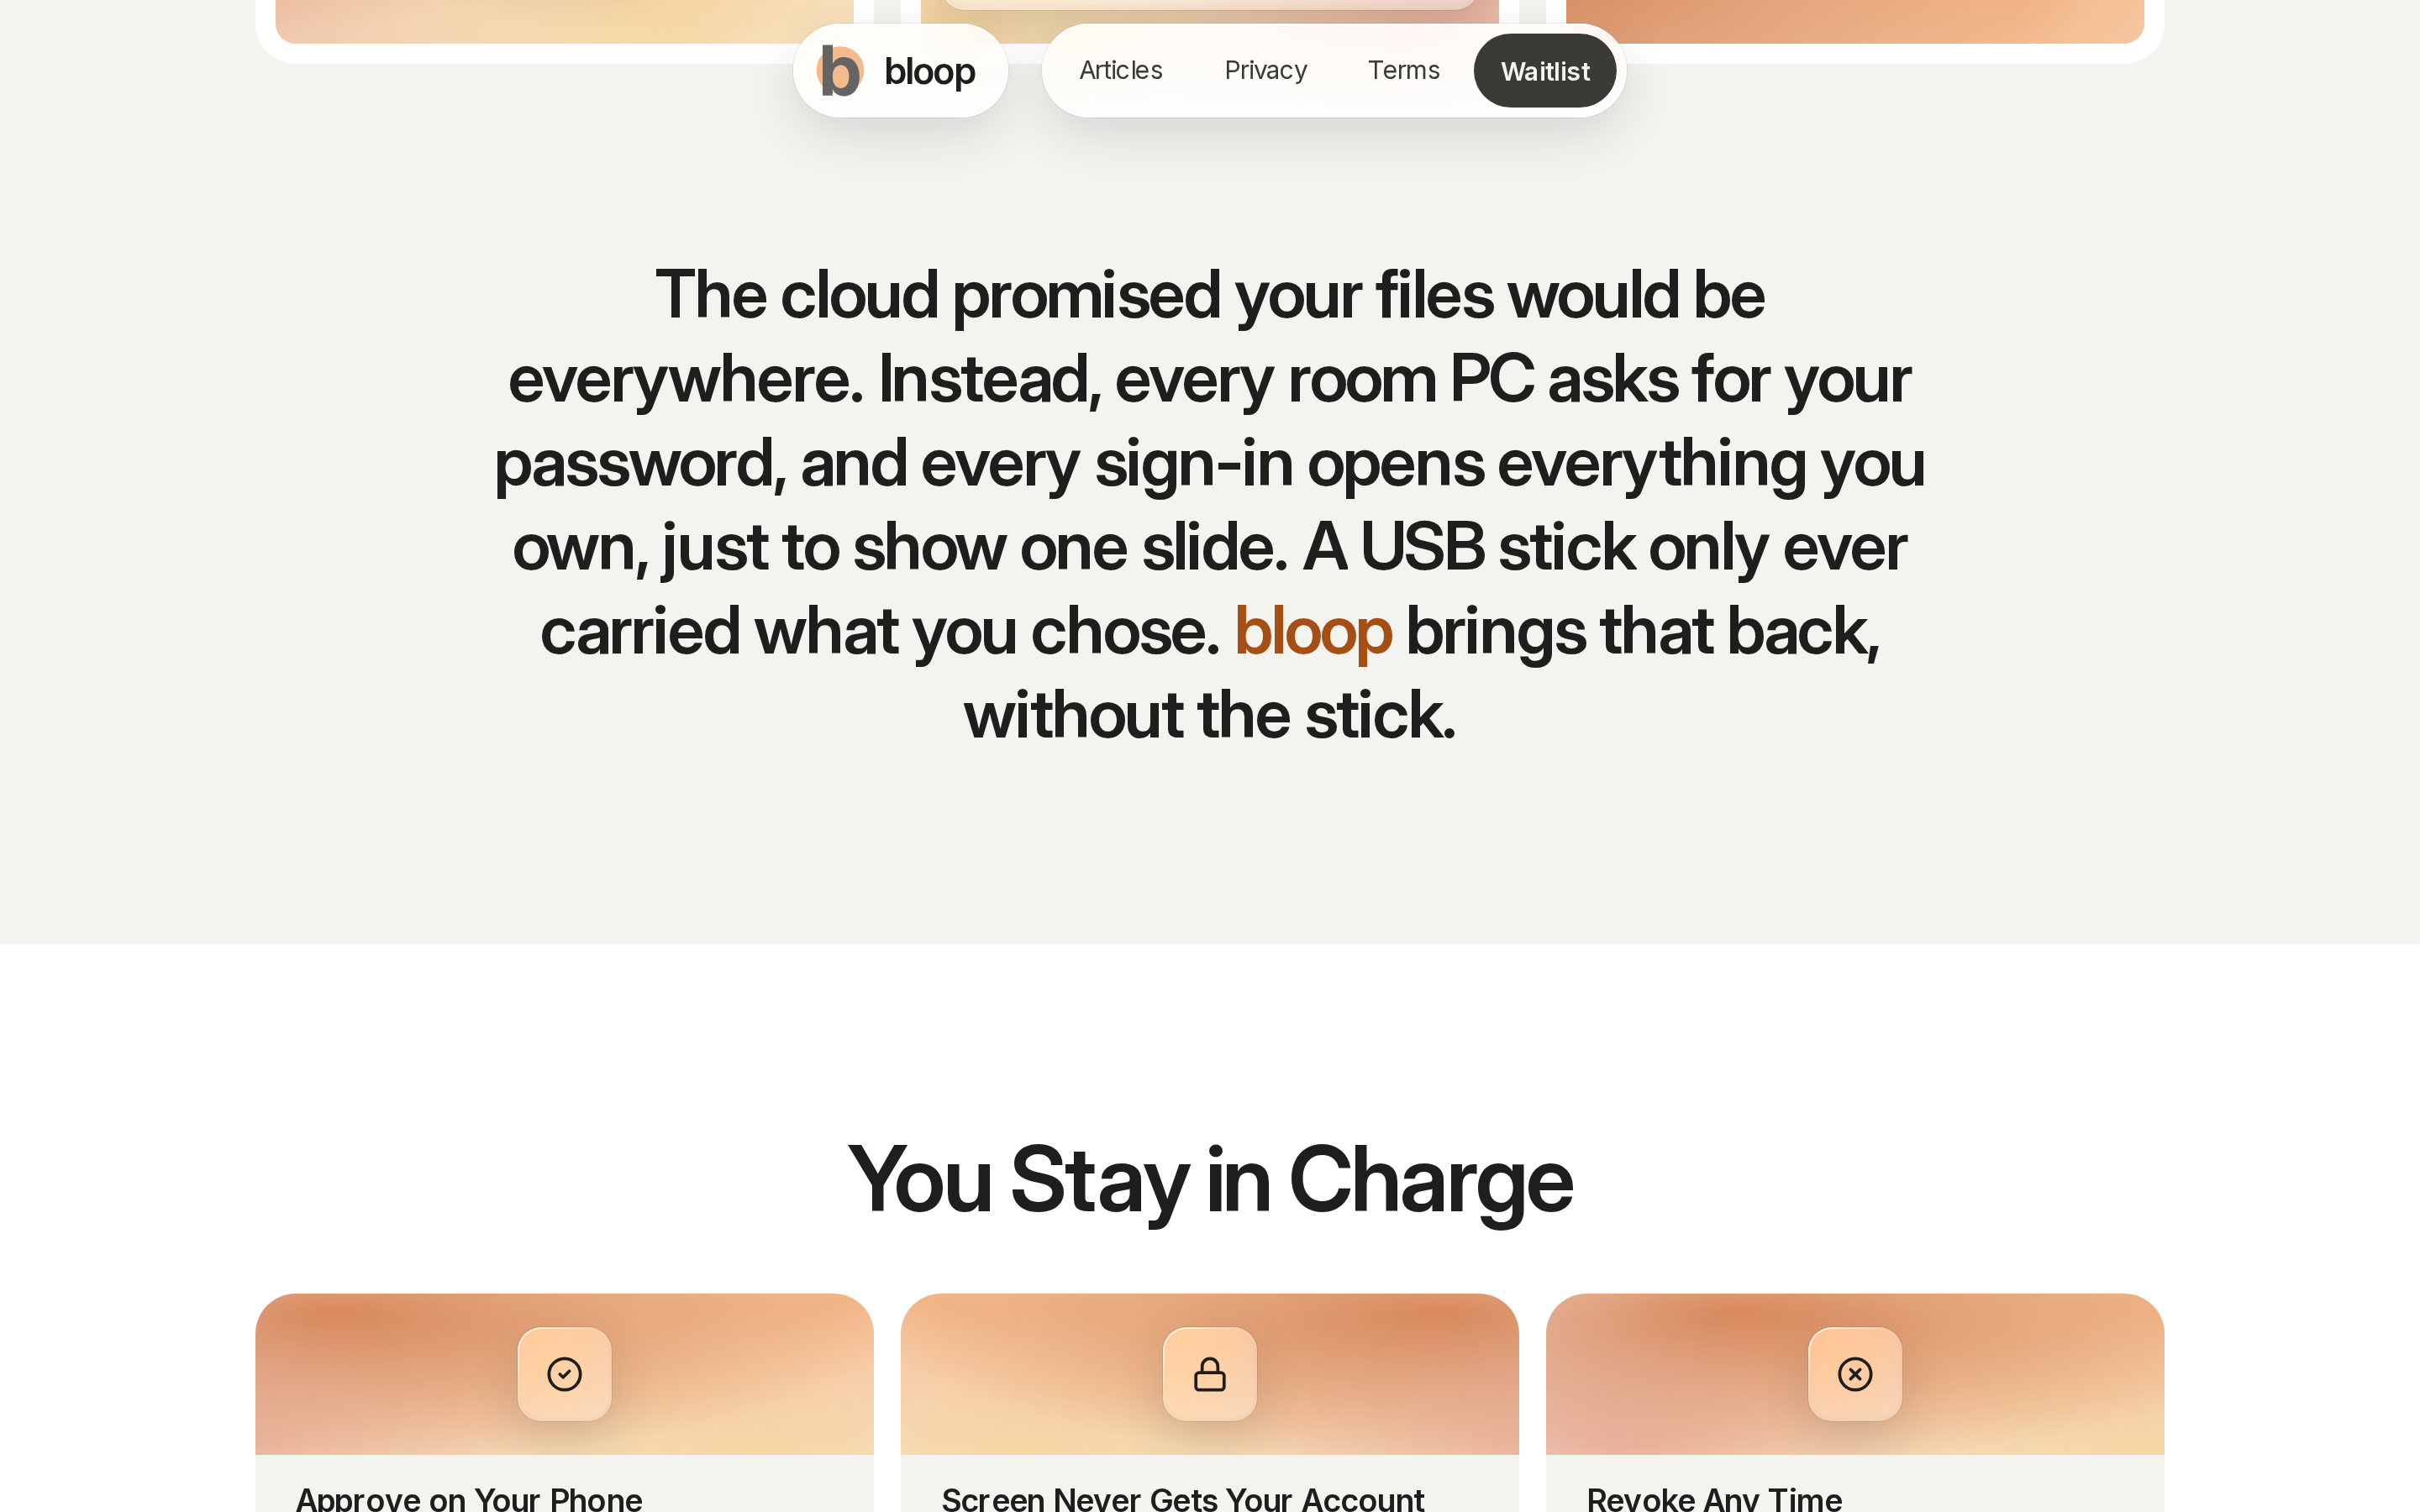 b bloop
Articles Privacy Terms Waitlist
The cloud promised your files would be
everywhere. Instead, every room PC asks for your
password, and every sign-in opens everything you
own, just to show one slide. A USB stick only ever
carried what you chose. bloop brings that back,
without the stick.
You Stay in Charge
Approve on Your Phone
Screen Never Gets Your Account
Revoke Any Time